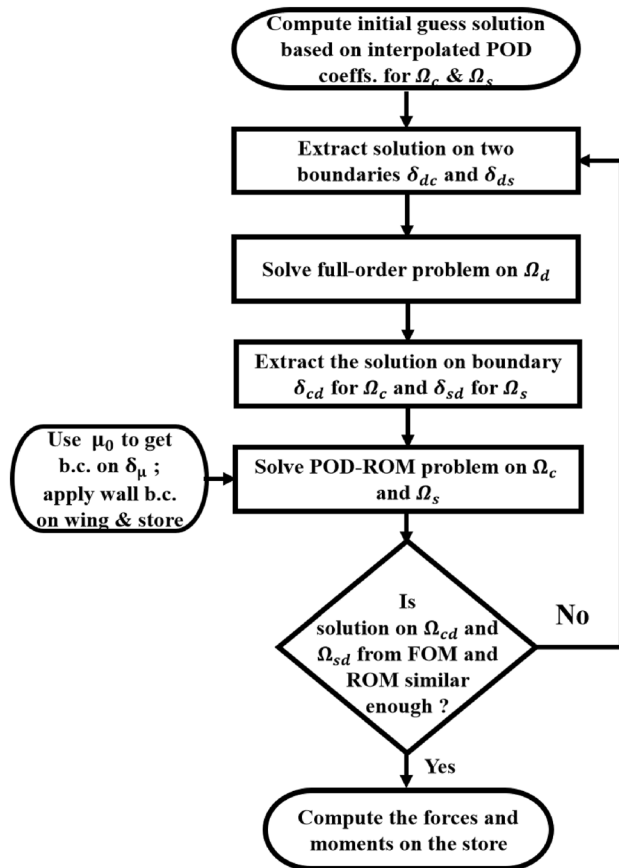 Compute initial guess solution
based on interpolated POD
coeffs. for Ω_c & Ω_s
Extract solution on two
boundaries δ_dc and δ_ds
Solve full-order problem on Ω_d
Extract the solution on boundary
δ_cd for Ω_c and δ_sd for Ω_s
Use μ_0 to get
b.c. on δ_μ ;
apply wall b.c.
on wing & store
Solve POD-ROM problem on Ω_c
and Ω_s
Is
solution on Ω_cd and
Ω_sd from FOM and
ROM similar
enough ?
No
Yes
Compute the forces and
moments on the store